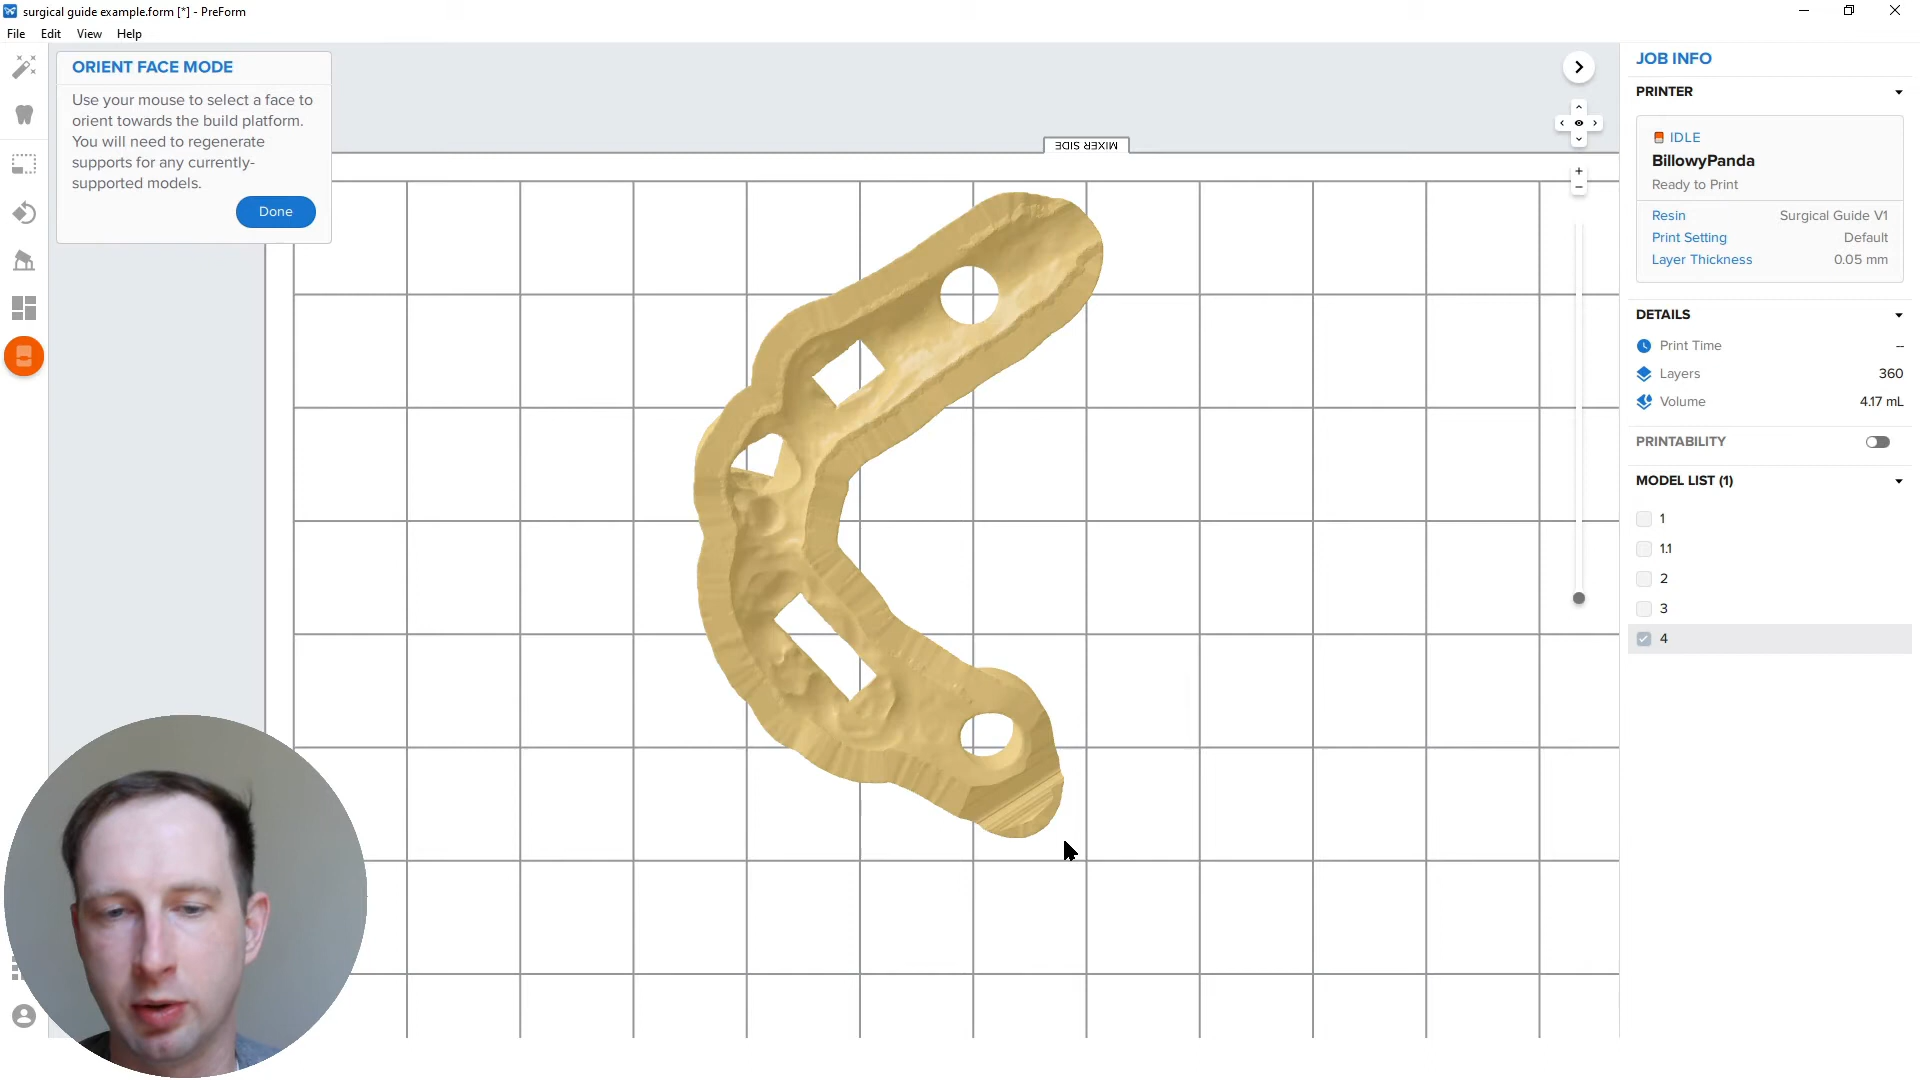 surgical guide example.form [*] - PreForm
File Edit View Help
ORIENT FACE MODE
Use your mouse to select a face to
orient towards the build platform.
You will need to regenerate
supports for any currently-
supported models.
Done
MIXER SIDE
JOB INFO
PRINTER
IDLE
BillowyPanda
Ready to Print
Resin Surgical Guide V1
Print Setting Default
Layer Thickness 0.05 mm
DETAILS
Print Time --
Layers 360
Volume 4.17 mL
PRINTABILITY
MODEL LIST (1)
1
1.1
2
3
4